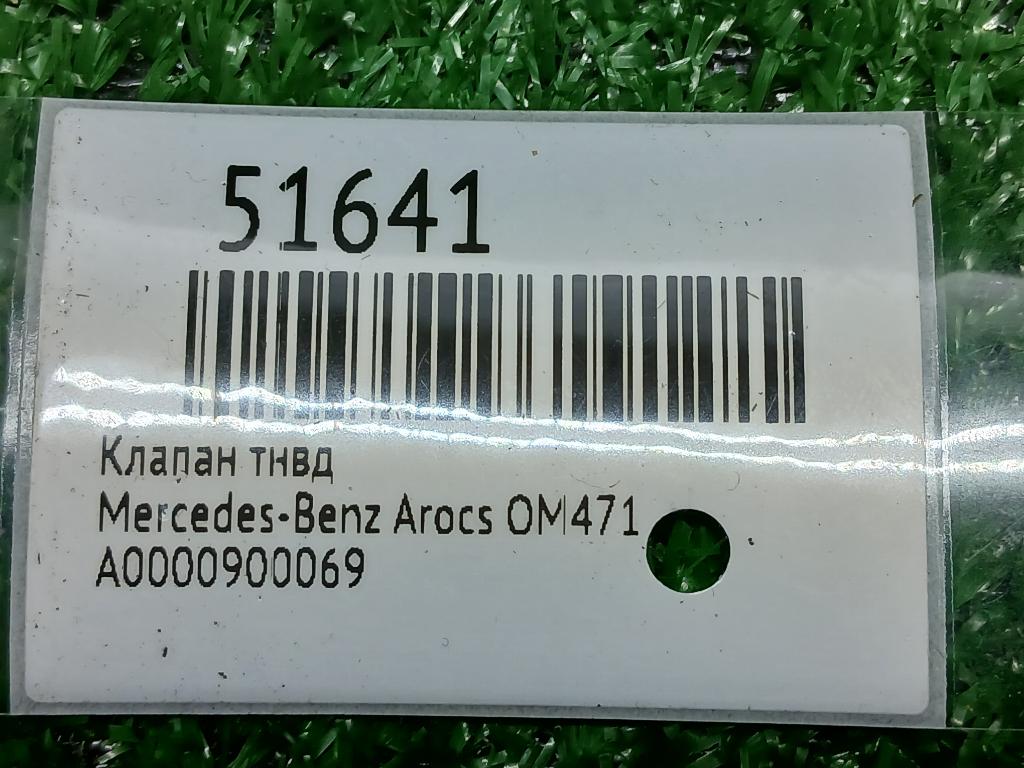 51641
Клапан тнвд
Mercedes-Benz Arocs OM471
A0000900069